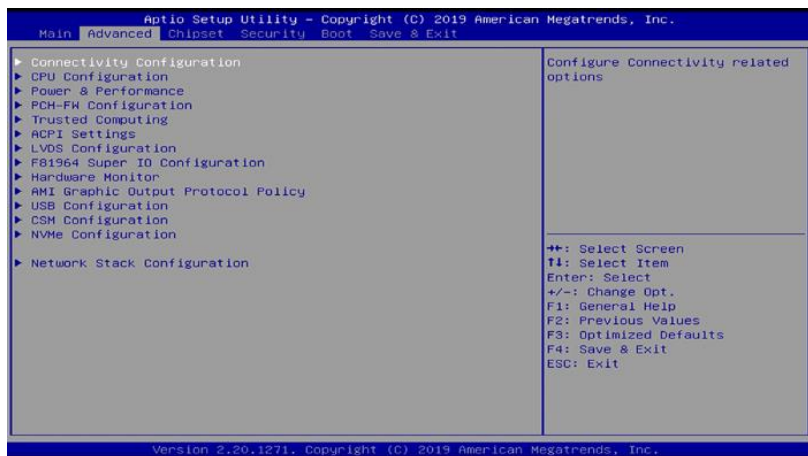 Aptio Setup Utility – Copyright (C) 2019 American Megatrends, Inc.
Main Advanced Chipset Security Boot Save & Exit
▶ Connectivity Configuration
▶ CPU Configuration
▶ Power & Performance
▶ PCH-FW Configuration
▶ Trusted Computing
▶ ACPI Settings
▶ LVDS Configuration
▶ F81964 Super IO Configuration
▶ Hardware Monitor
▶ AMI Graphic Output Protocol Policy
▶ USB Configuration
▶ CSM Configuration
▶ NVMe Configuration
▶ Network Stack Configuration
Configure Connectivity related
options
→←: Select Screen
↑↓: Select Item
Enter: Select
+/-: Change Opt.
F1: General Help
F2: Previous Values
F3: Optimized Defaults
F4: Save & Exit
ESC: Exit
Version 2.20.1271. Copyright (C) 2019 American Megatrends, Inc.